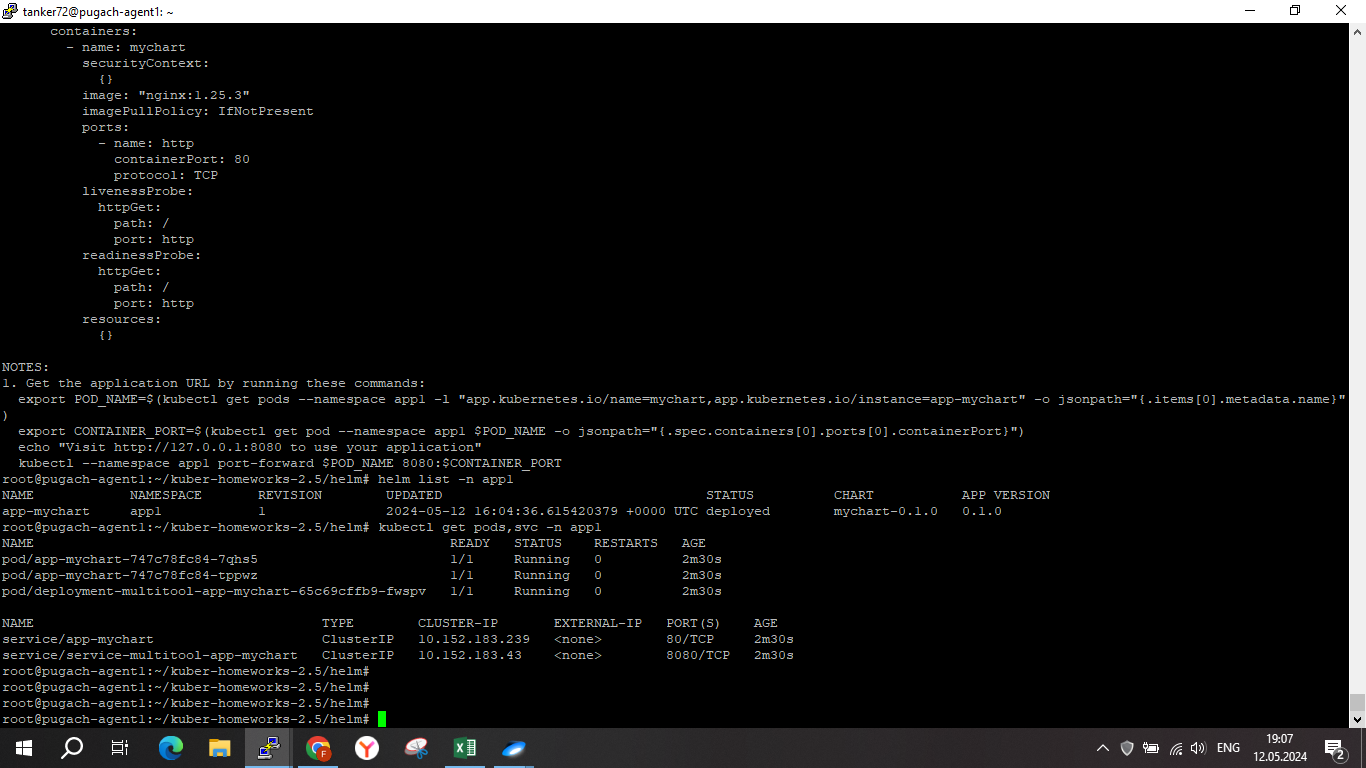 tanker72@pugach-agent1: ~
containers:
- name: mychart
securityContext:
{}
image: "nginx:1.25.3"
imagePullPolicy: IfNotPresent
ports:
- name: http
containerPort: 80
protocol: TCP
livenessProbe:
httpGet:
path: /
port: http
readinessProbe:
httpGet:
path: /
port: http
resources:
{}
NOTES:
1. Get the application URL by running these commands:
export POD_NAME=$(kubectl get pods --namespace app1 -l "app.kubernetes.io/name=mychart,app.kubernetes.io/instance=app-mychart" -o jsonpath="{.items[0].metadata.name}"
)
export CONTAINER_PORT=$(kubectl get pod --namespace app1 $POD_NAME -o jsonpath="{.spec.containers[0].ports[0].containerPort}")
echo "Visit http://127.0.0.1:8080 to use your application"
kubectl --namespace app1 port-forward $POD_NAME 8080:$CONTAINER_PORT
root@pugach-agent1:~/kuber-homeworks-2.5/helm# helm list -n app1
NAME NAMESPACE REVISION UPDATED STATUS CHART APP VERSION
app-mychart app1 1 2024-05-12 16:04:36.615420379 +0000 UTC deployed mychart-0.1.0 0.1.0
root@pugach-agent1:~/kuber-homeworks-2.5/helm# kubectl get pods,svc -n app1
NAME READY STATUS RESTARTS AGE
pod/app-mychart-747c78fc84-7qhs5 1/1 Running 0 2m30s
pod/app-mychart-747c78fc84-tppwz 1/1 Running 0 2m30s
pod/deployment-multitool-app-mychart-65c69cffb9-fwspv 1/1 Running 0 2m30s
NAME TYPE CLUSTER-IP EXTERNAL-IP PORT(S) AGE
service/app-mychart ClusterIP 10.152.183.239 <none> 80/TCP 2m30s
service/service-multitool-app-mychart ClusterIP 10.152.183.43 <none> 8080/TCP 2m30s
root@pugach-agent1:~/kuber-homeworks-2.5/helm#
root@pugach-agent1:~/kuber-homeworks-2.5/helm#
root@pugach-agent1:~/kuber-homeworks-2.5/helm#
root@pugach-agent1:~/kuber-homeworks-2.5/helm#
ENG
19:07
12.05.2024
2